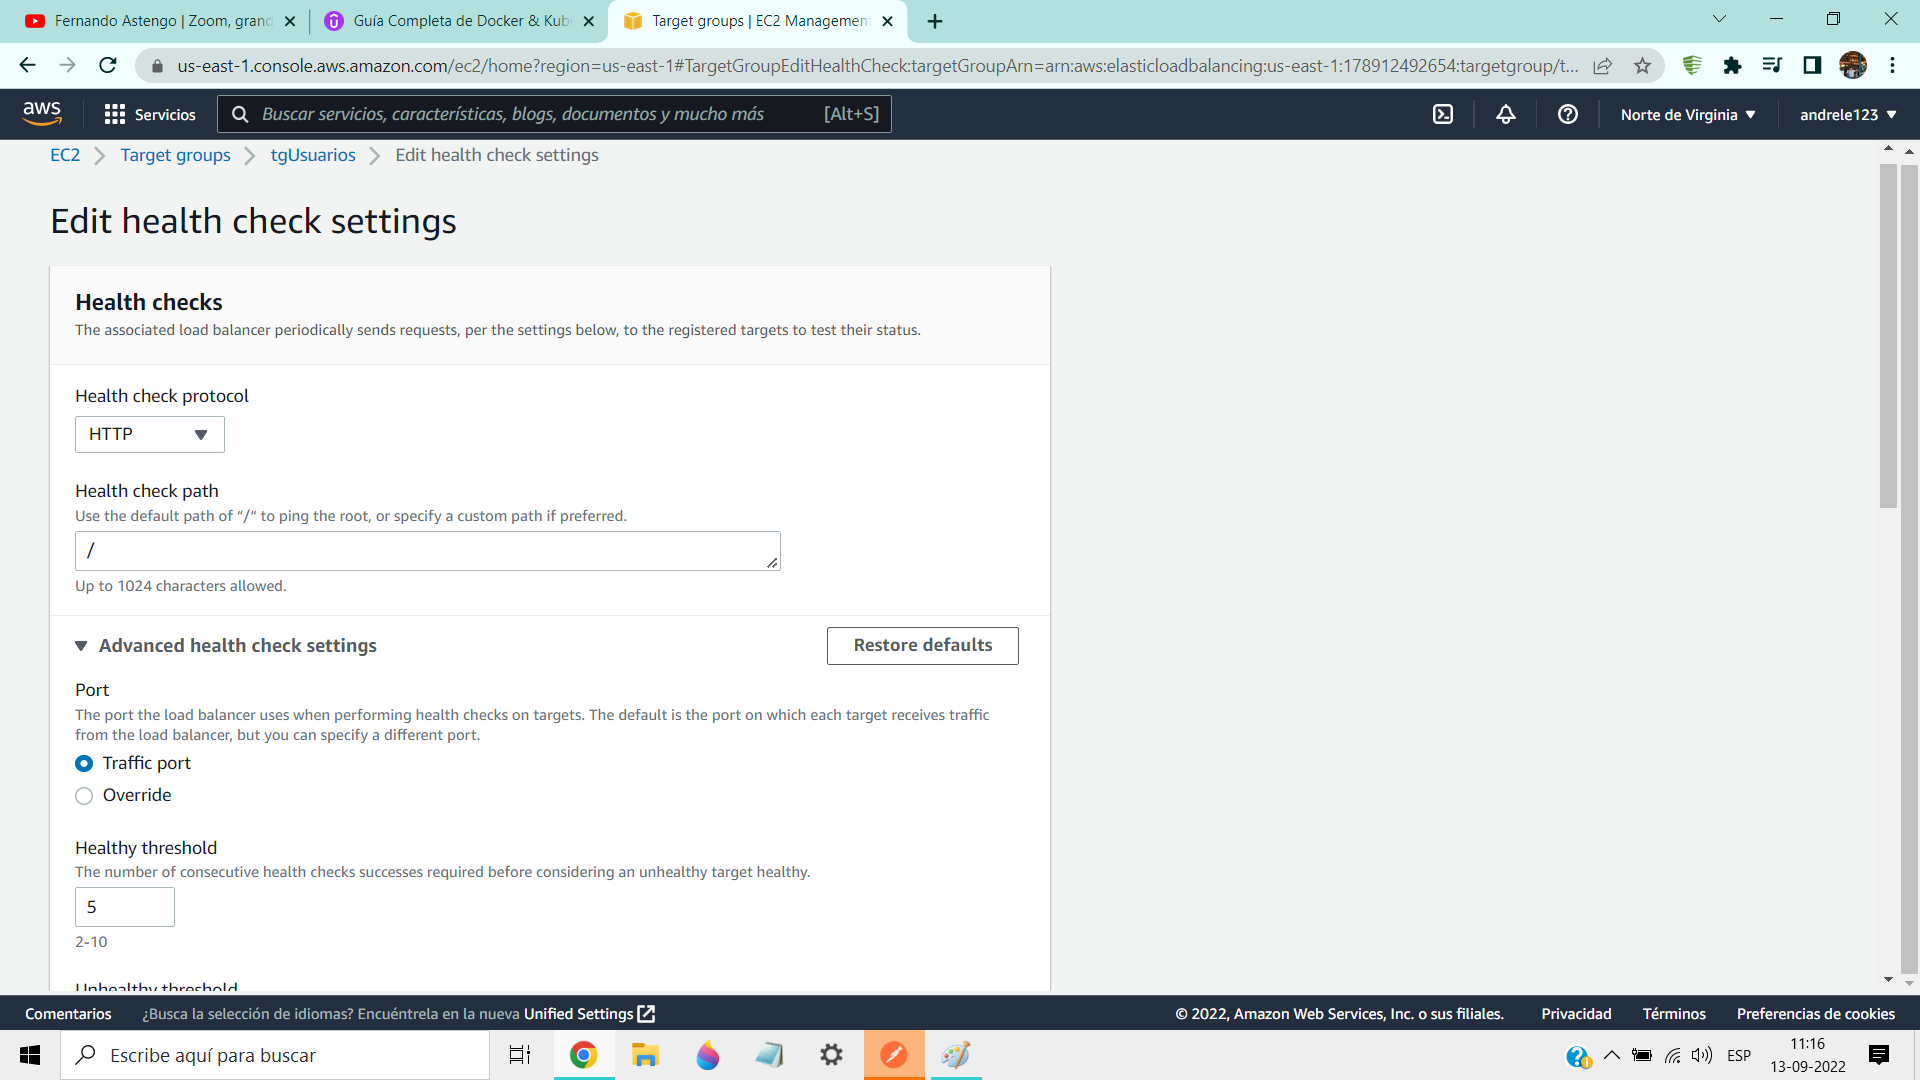 Fernando Astengo | Zoom, grand
Guía Completa de Docker & Kub
Target groups | EC2 Management
us-east-1.console.aws.amazon.com/ec2/home?region=us-east-1#TargetGroupEditHealthCheck:targetGroupArn=arn:aws:elasticloadbalancing:us-east-1:178912492654:targetgroup/t...
aws
Servicios
Buscar servicios, características, blogs, documentos y mucho más
[Alt+S]
Norte de Virginia
andrele123
EC2 > Target groups > tgUsuarios > Edit health check settings
Edit health check settings
Health checks
The associated load balancer periodically sends requests, per the settings below, to the registered targets to test their status.
Health check protocol
HTTP
Health check path
Use the default path of “/“ to ping the root, or specify a custom path if preferred.
/
Up to 1024 characters allowed.
Advanced health check settings
Restore defaults
Port
The port the load balancer uses when performing health checks on targets. The default is the port on which each target receives traffic
from the load balancer, but you can specify a different port.
Traffic port
Override
Healthy threshold
The number of consecutive health checks successes required before considering an unhealthy target healthy.
5
2-10
Unhealthy threshold
Comentarios
¿Busca la selección de idiomas? Encuéntrela en la nueva Unified Settings
© 2022, Amazon Web Services, Inc. o sus filiales.
Privacidad
Términos
Preferencias de cookies
Escribe aquí para buscar
ESP
11:16
13-09-2022